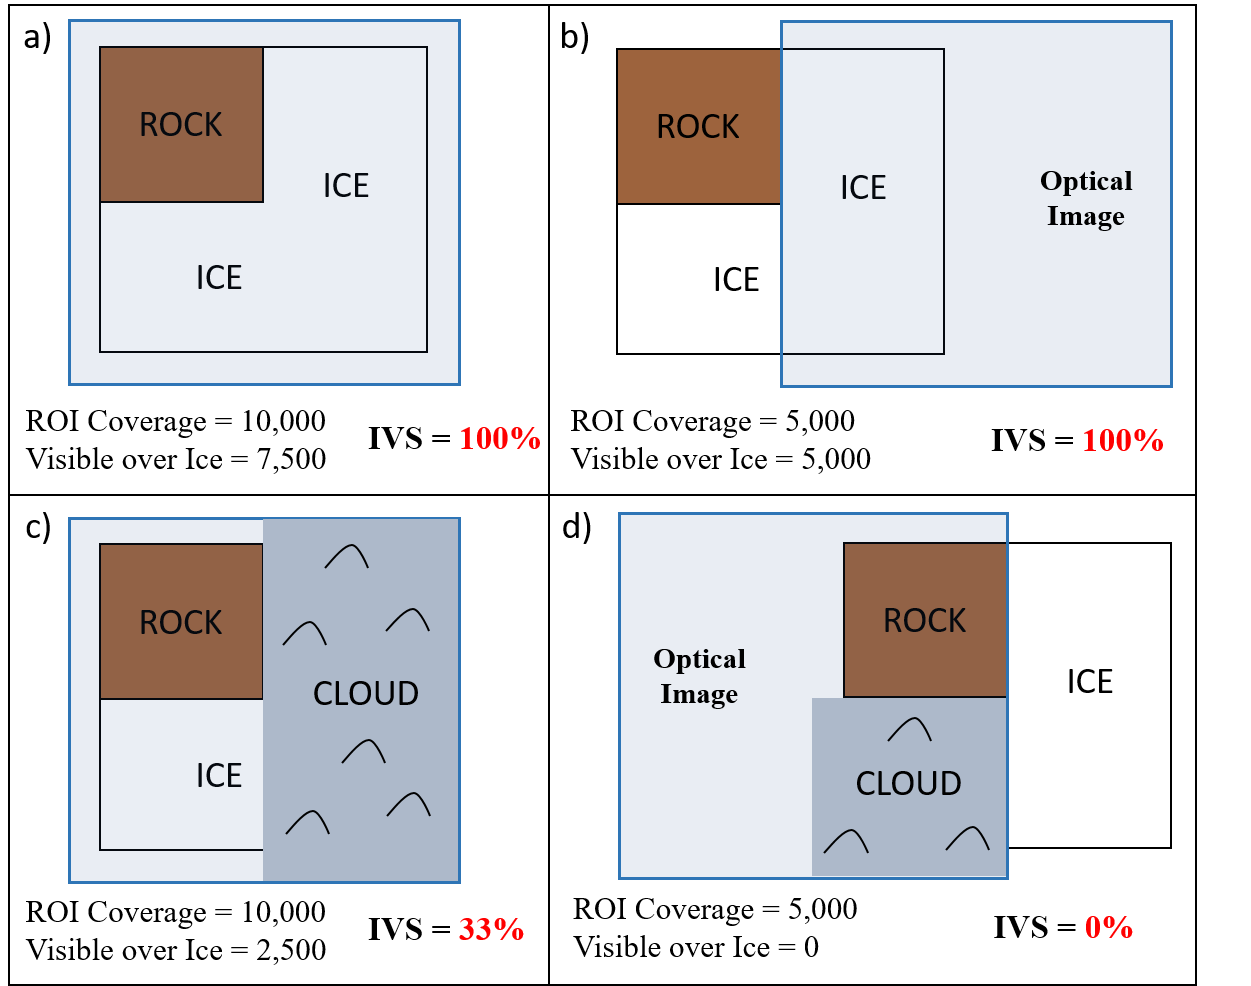 a)
ROCK
ICE
ICE
ROI Coverage = 10,000
Visible over Ice = 7,500
IVS = 100%
b)
ROCK
ICE
ICE
Optical
Image
ROI Coverage = 5,000
Visible over Ice = 5,000
IVS = 100%
c)
ROCK
CLOUD
ICE
ROI Coverage = 10,000
Visible over Ice = 2,500
IVS = 33%
d)
ROCK
Optical
Image
ICE
CLOUD
ROI Coverage = 5,000
Visible over Ice = 0
IVS = 0%